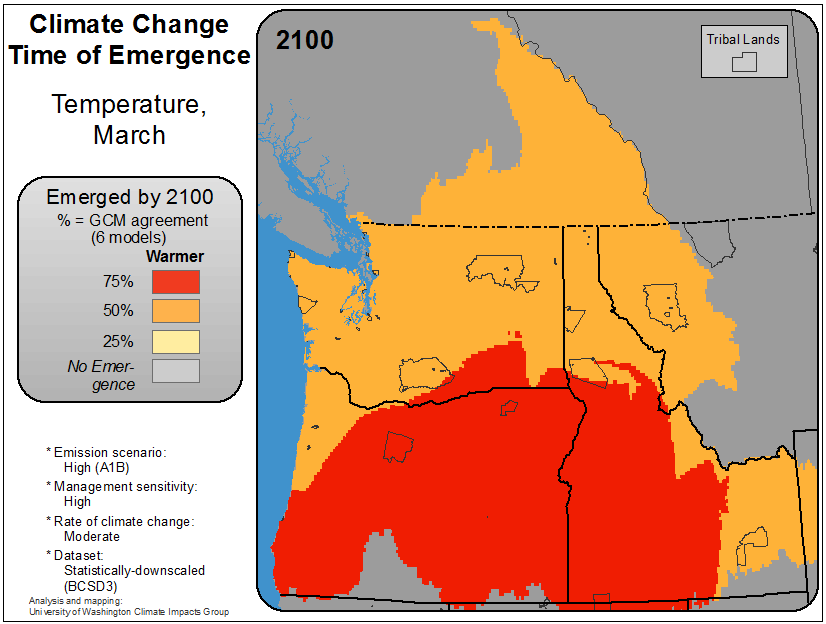 Climate Change
Time of Emergence
Temperature,
March
Emerged by 2100
% = GCM agreement
(6 models)
Warmer
75%
50%
25%
No Emer-
gence
* Emission scenario:
High (A1B)
* Management sensitivity:
High
* Rate of climate change:
Moderate
* Dataset:
Statistically-downscaled
(BCSD3)
Analysis and mapping:
University of Washington Climate Impacts Group
2100
Tribal Lands